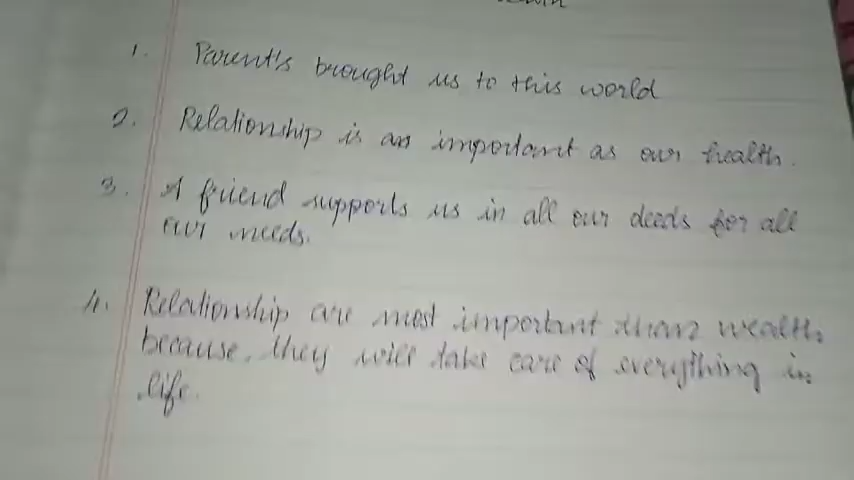 1. Parent's brought us to this world
2. Relationship is as important as our health.
3. A friend supports us in all our deeds for all
our needs.
4. Relationship are most important than wealth,
because, they will take care of everything in
life.